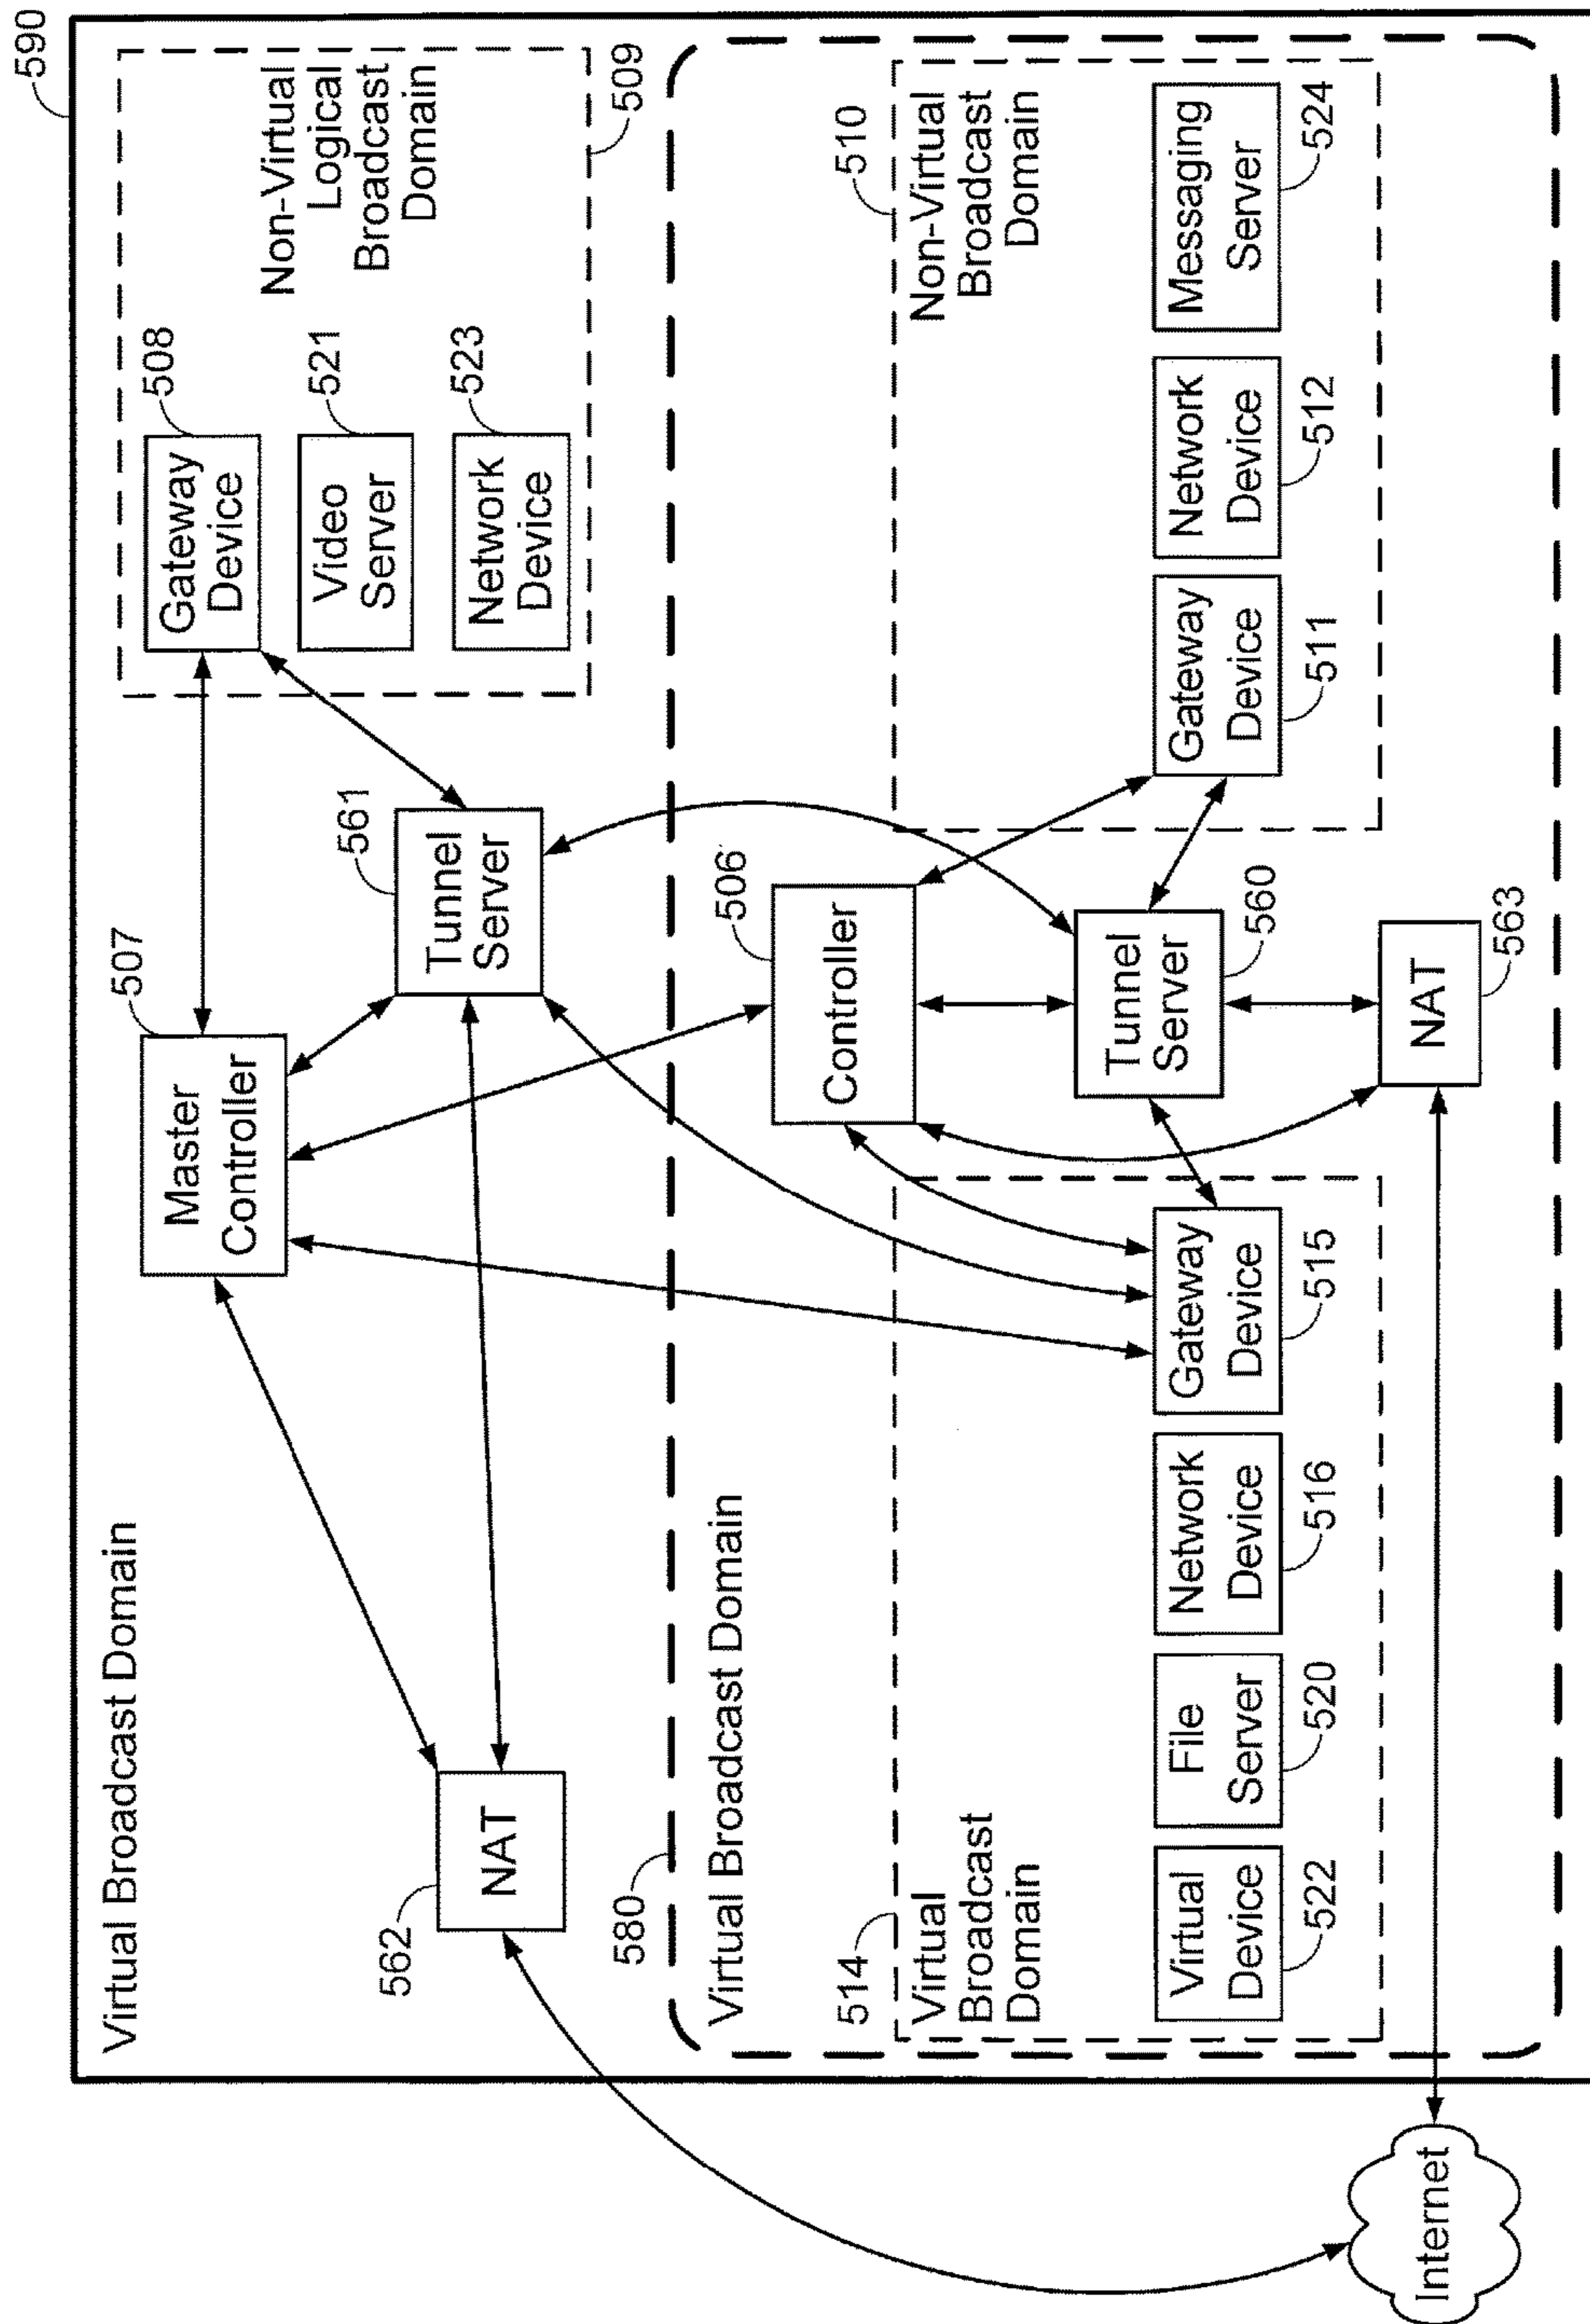 590
Virtual Broadcast Domain
Non-Virtual
Logical
Broadcast
Domain
509
Gateway
Device
508
Video
Server
521
Network
Device
523
507
Master
Controller
561
Tunnel
Server
562
NAT
580
Virtual Broadcast Domain
506
Controller
514
Virtual
Broadcast
Domain
510
Non-Virtual
Broadcast
Domain
Virtual
Device
522
File
Server
520
Network
Device
516
Gateway
Device
515
Tunnel
Server
560
Gateway
Device
511
Network
Device
512
Messaging
Server
524
NAT
563
Internet